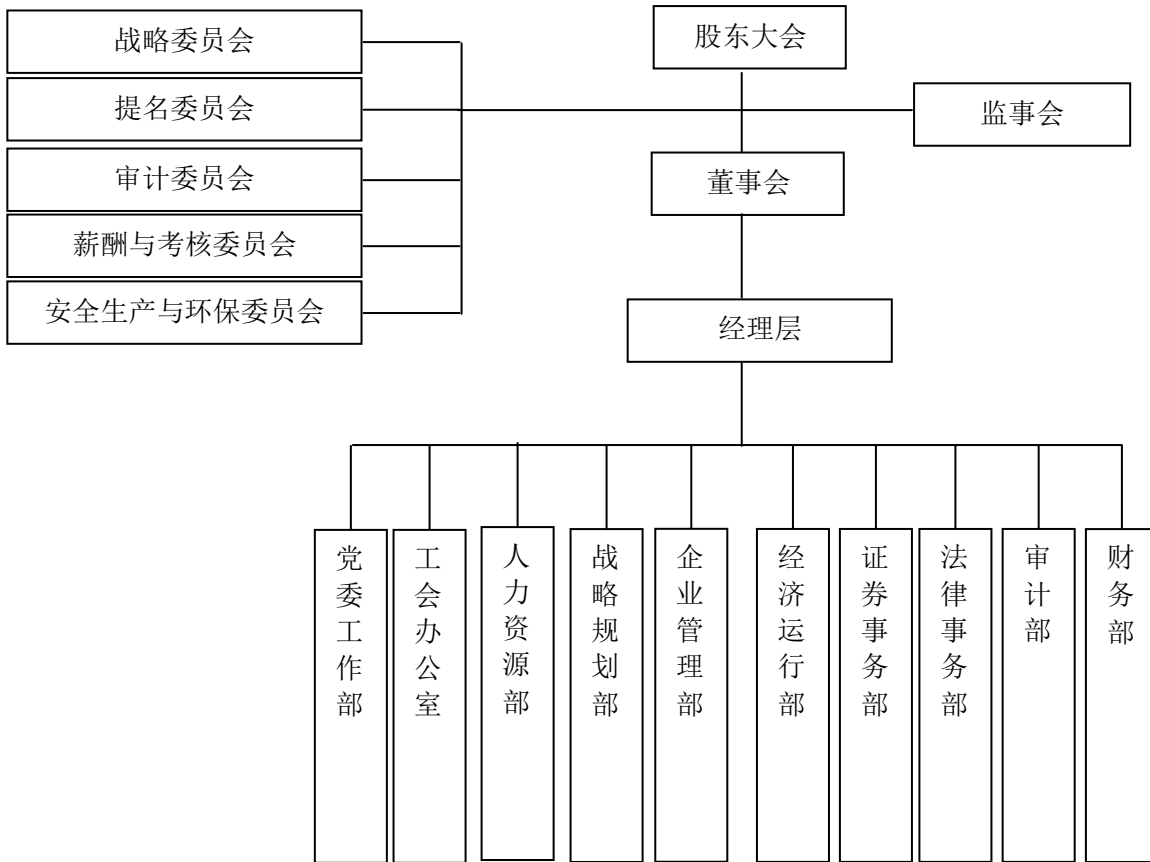 战略委员会
提名委员会
审计委员会
薪酬与考核委员会
安全生产与环保委员会
股东大会
监事会
董事会
经理层
党委工作部
工会办公室
人力资源部
战略规划部
企业管理部
经济运行部
证券事务部
法律事务部
审计部
财务部